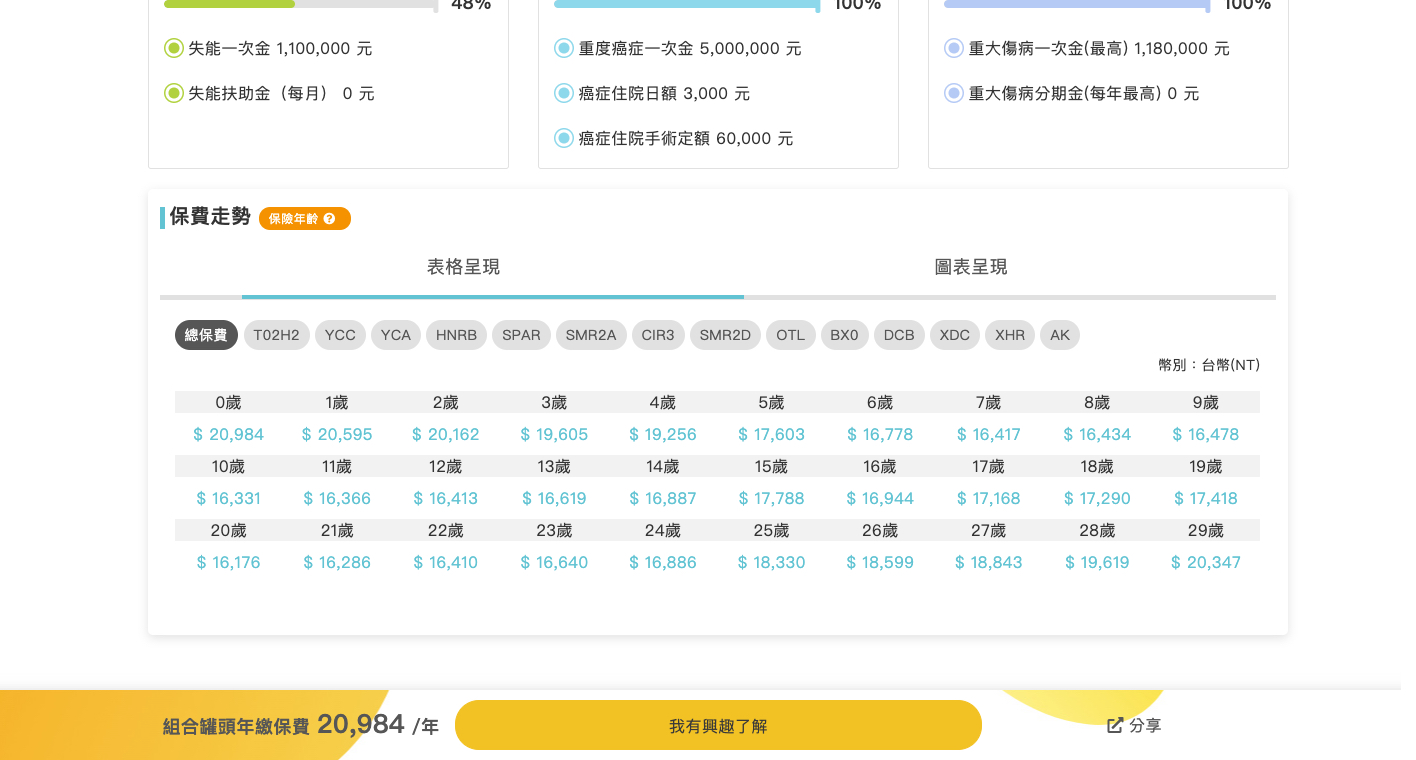 48%
100%
100%
失能一次金 1,100,000 元
重度癌症一次金 5,000,000 元
重大傷病一次金(最高) 1,180,000 元
失能扶助金（每月） 0 元
癌症住院日額 3,000 元
重大傷病分期金(每年最高) 0 元
癌症住院手術定額 60,000 元
保費走勢 保險年齡
表格呈現 圖表呈現
總保費 T02H2 YCC YCA HNRB SPAR SMR2A CIR3 SMR2D OTL BX0 DCB XDC XHR AK
幣別：台幣(NT)
0歲 1歲 2歲 3歲 4歲 5歲 6歲 7歲 8歲 9歲
$ 20,984 $ 20,595 $ 20,162 $ 19,605 $ 19,256 $ 17,603 $ 16,778 $ 16,417 $ 16,434 $ 16,478
10歲 11歲 12歲 13歲 14歲 15歲 16歲 17歲 18歲 19歲
$ 16,331 $ 16,366 $ 16,413 $ 16,619 $ 16,887 $ 17,788 $ 16,944 $ 17,168 $ 17,290 $ 17,418
20歲 21歲 22歲 23歲 24歲 25歲 26歲 27歲 28歲 29歲
$ 16,176 $ 16,286 $ 16,410 $ 16,640 $ 16,886 $ 18,330 $ 18,599 $ 18,843 $ 19,619 $ 20,347
組合罐頭年繳保費 20,984 /年 我有興趣了解 分享